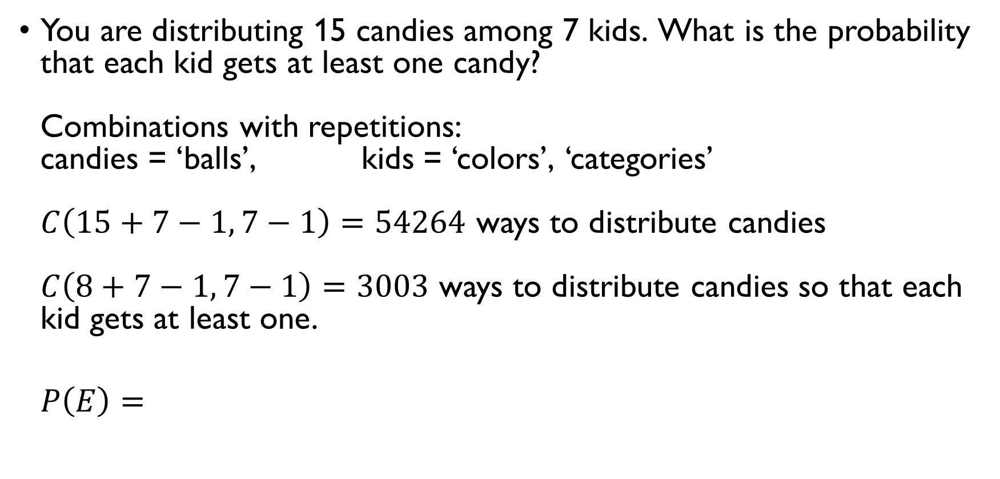 • You are distributing 15 candies among 7 kids. What is the probability
that each kid gets at least one candy?
Combinations with repetitions:
candies = ‘balls’, kids = ‘colors’, ‘categories’
C(15 + 7 − 1, 7 − 1) = 54264 ways to distribute candies
C(8 + 7 − 1, 7 − 1) = 3003 ways to distribute candies so that each
kid gets at least one.
P(E) =